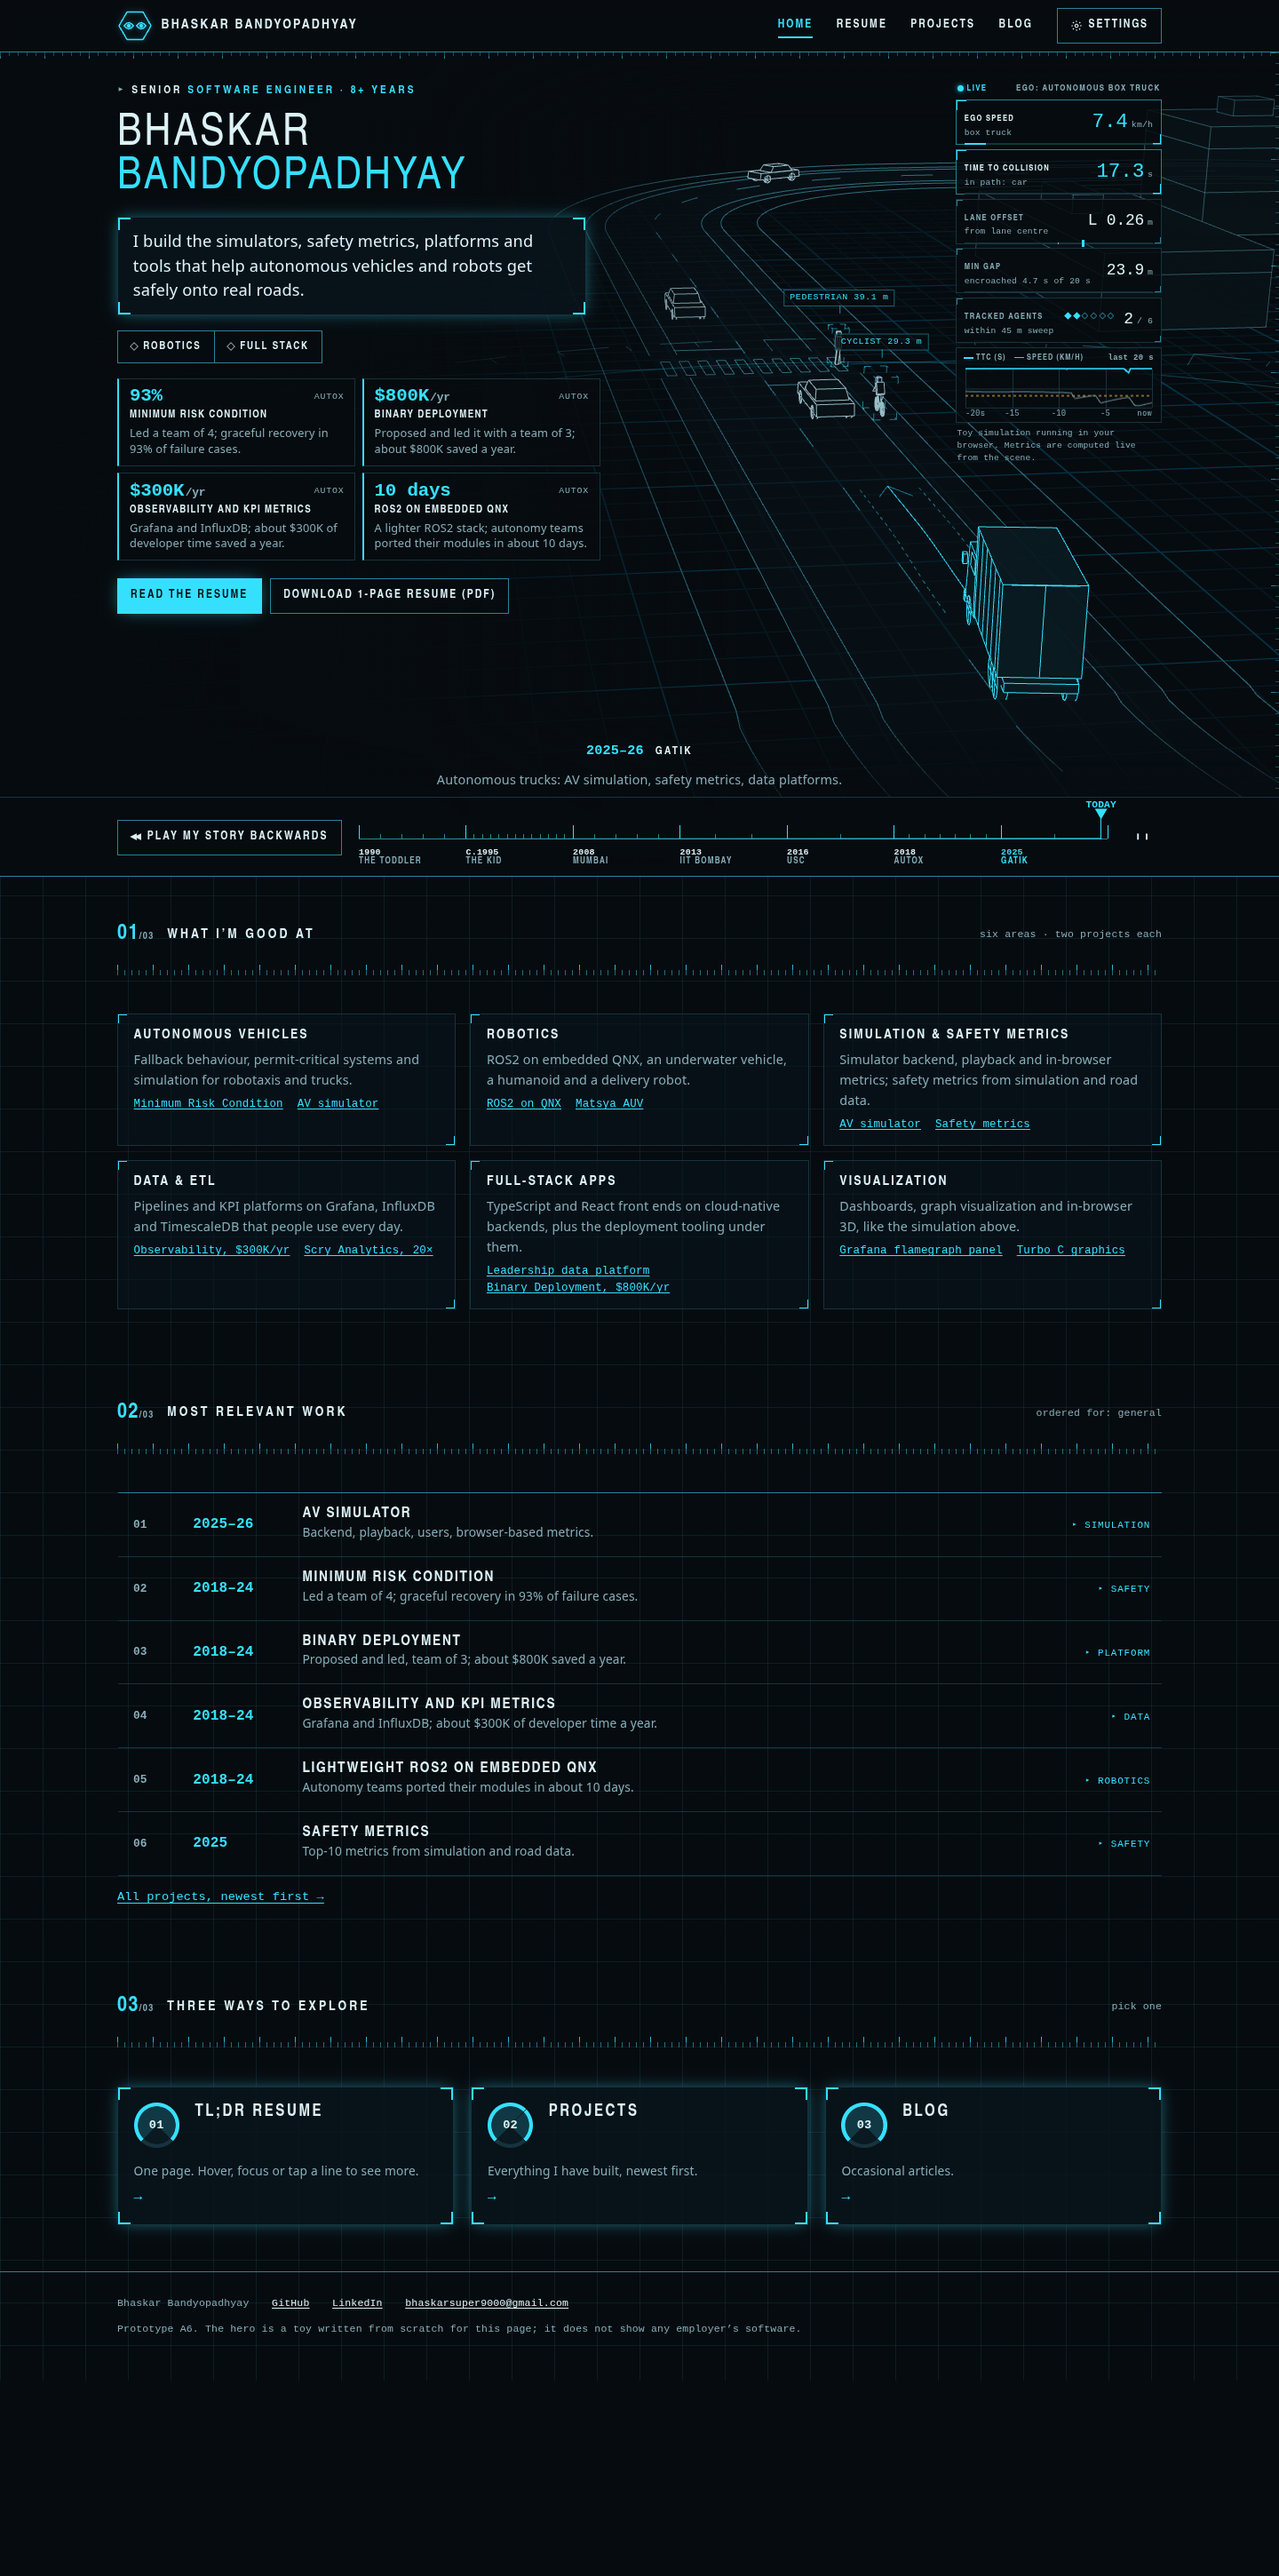 BHASKAR BANDYOPADHYAY
HOME
RESUME
PROJECTS
BLOG
SETTINGS
SENIOR SOFTWARE ENGINEER · 8+ YEARS
BHASKAR
BANDYOPADHYAY
I build the simulators, safety metrics, platforms and
tools that help autonomous vehicles and robots get
safely onto real roads.
◇ ROBOTICS
◇ FULL STACK
93%
AUTOX
MINIMUM RISK CONDITION
Led a team of 4; graceful recovery in
93% of failure cases.
$800K/yr
AUTOX
BINARY DEPLOYMENT
Proposed and led it with a team of 3;
about $800K saved a year.
$300K/yr
AUTOX
OBSERVABILITY AND KPI METRICS
Grafana and InfluxDB; about $300K of
developer time saved a year.
10 days
AUTOX
ROS2 ON EMBEDDED QNX
A lighter ROS2 stack; autonomy teams
ported their modules in about 10 days.
READ THE RESUME
DOWNLOAD 1-PAGE RESUME (PDF)
LIVE
EGO: AUTONOMOUS BOX TRUCK
EGO SPEED
box truck
7.4 km/h
TIME TO COLLISION
in path: car
17.3 s
LANE OFFSET
from lane centre
L 0.26 m
MIN GAP
encroached 4.7 s of 20 s
23.9 m
TRACKED AGENTS
within 45 m sweep
◆◆◇◇◇◇ 2 / 6
TTC (S)
SPEED (KM/H)
last 20 s
-20s -15 -10 -5 now
Toy simulation running in your
browser. Metrics are computed live
from the scene.
PEDESTRIAN 39.1 m
CYCLIST 29.3 m
2025–26 GATIK
Autonomous trucks: AV simulation, safety metrics, data platforms.
PLAY MY STORY BACKWARDS
TODAY
1990
THE TODDLER
C.1995
THE KID
2008
MUMBAI
2013
IIT BOMBAY
2016
USC
2018
AUTOX
2025
GATIK
01/03 WHAT I’M GOOD AT
six areas · two projects each
AUTONOMOUS VEHICLES
Fallback behaviour, permit-critical systems and
simulation for robotaxis and trucks.
Minimum Risk Condition AV simulator
ROBOTICS
ROS2 on embedded QNX, an underwater vehicle,
a humanoid and a delivery robot.
ROS2 on QNX Matsya AUV
SIMULATION & SAFETY METRICS
Simulator backend, playback and in-browser
metrics; safety metrics from simulation and road
data.
AV simulator Safety metrics
DATA & ETL
Pipelines and KPI platforms on Grafana, InfluxDB
and TimescaleDB that people use every day.
Observability, $300K/yr Scry Analytics, 20×
FULL-STACK APPS
TypeScript and React front ends on cloud-native
backends, plus the deployment tooling under
them.
Leadership data platform
Binary Deployment, $800K/yr
VISUALIZATION
Dashboards, graph visualization and in-browser
3D, like the simulation above.
Grafana flamegraph panel Turbo C graphics
02/03 MOST RELEVANT WORK
ordered for: general
01 2025–26
AV SIMULATOR
Backend, playback, users, browser-based metrics.
SIMULATION
02 2018–24
MINIMUM RISK CONDITION
Led a team of 4; graceful recovery in 93% of failure cases.
SAFETY
03 2018–24
BINARY DEPLOYMENT
Proposed and led, team of 3; about $800K saved a year.
PLATFORM
04 2018–24
OBSERVABILITY AND KPI METRICS
Grafana and InfluxDB; about $300K of developer time a year.
DATA
05 2018–24
LIGHTWEIGHT ROS2 ON EMBEDDED QNX
Autonomy teams ported their modules in about 10 days.
ROBOTICS
06 2025
SAFETY METRICS
Top-10 metrics from simulation and road data.
SAFETY
All projects, newest first →
03/03 THREE WAYS TO EXPLORE
pick one
01 TL;DR RESUME
One page. Hover, focus or tap a line to see more.
→
02 PROJECTS
Everything I have built, newest first.
→
03 BLOG
Occasional articles.
→
Bhaskar Bandyopadhyay GitHub LinkedIn bhaskarsuper9000@gmail.com
Prototype A6. The hero is a toy written from scratch for this page; it does not show any employer’s software.